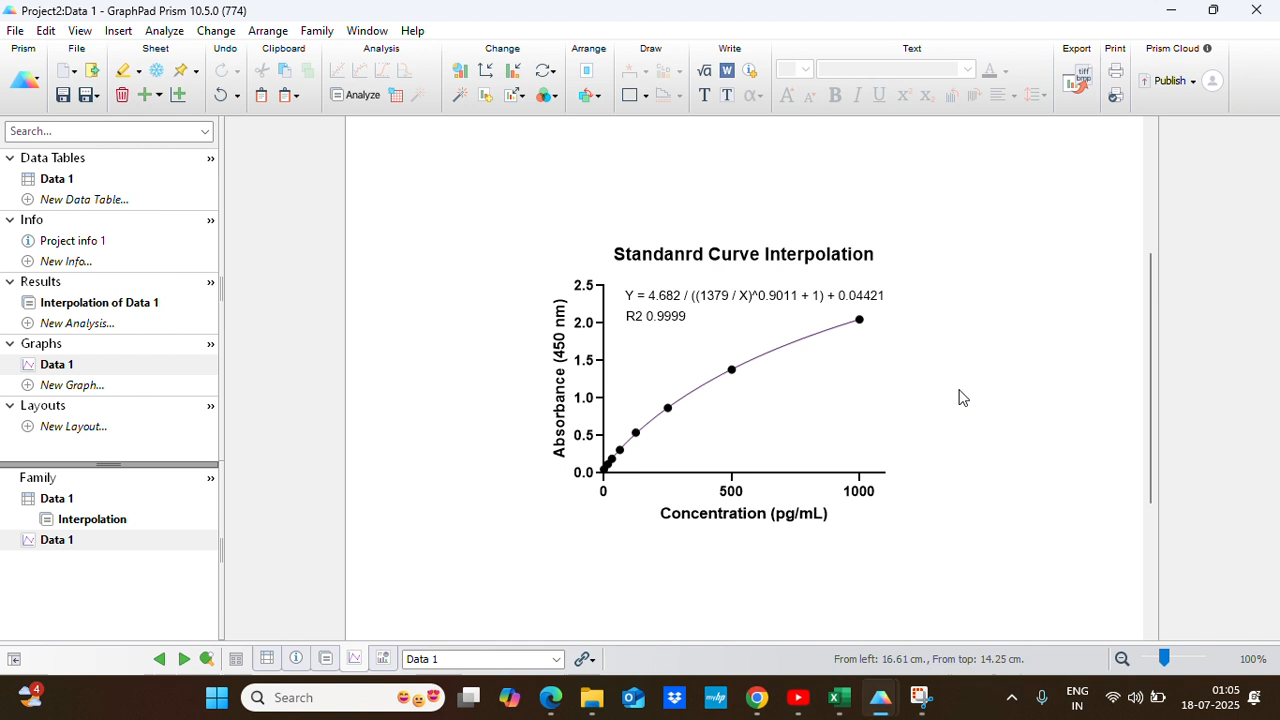 Project2:Data 1 - GraphPad Prism 10.5.0 (774)
File Edit View Insert Analyze Change Arrange Family Window Help
Prism File Sheet Undo Clipboard Analysis Change Arrange Draw Write Text Export Print Prism Cloud
tiff
Analyze
Publish
Search...
Data Tables
Data 1
New Data Table...
Info
Project info 1
New Info...
Results
Interpolation of Data 1
New Analysis...
Graphs
Data 1
New Graph...
Layouts
New Layout...
Family
Data 1
Interpolation
Data 1
Standanrd Curve Interpolation
Y = 4.682 / ((1379 / X)^0.9011 + 1) + 0.04421
R2 0.9999
Absorbance (450 nm)
2.5
2.0
1.5
1.0
0.5
0.0
0 500 1000
Concentration (pg/mL)
Data 1
From left: 16.61 cm., From top: 14.25 cm.
100%
4
Search
myhp
ENG
IN
01:05
18-07-2025